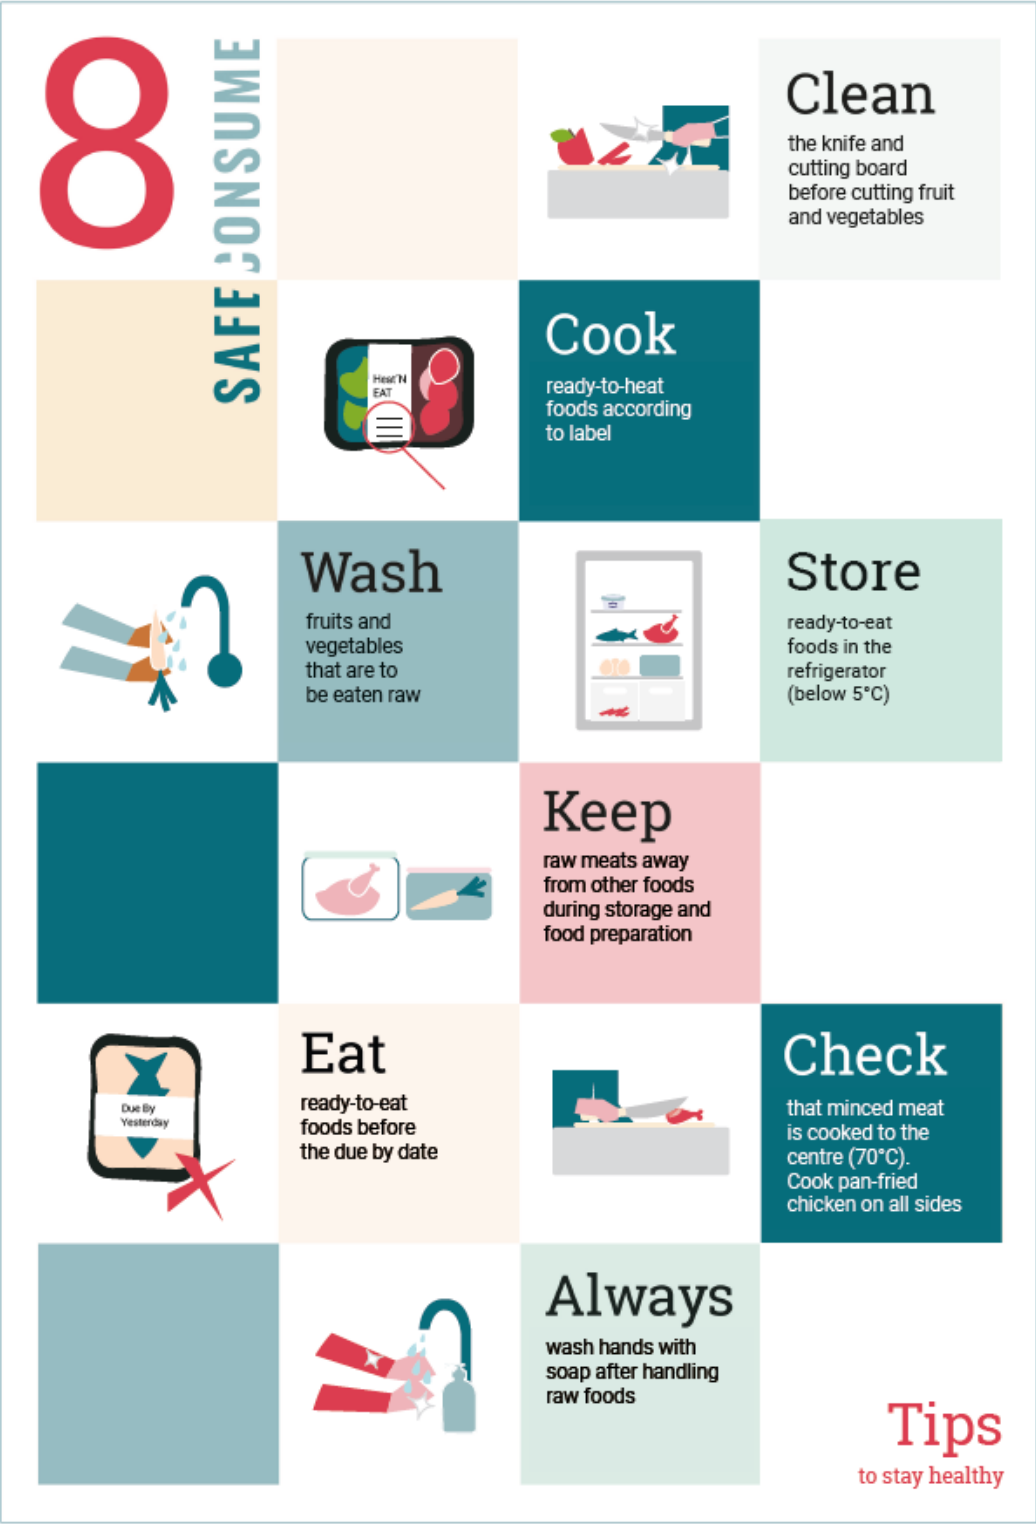 8
SAFE CONSUME
Clean
the knife and
cutting board
before cutting fruit
and vegetables
Heat'N
EAT
Cook
ready-to-heat
foods according
to label
Wash
fruits and
vegetables
that are to
be eaten raw
Store
ready-to-eat
foods in the
refrigerator
(below 5°C)
Keep
raw meats away
from other foods
during storage and
food preparation
Due By
Yesterday
Eat
ready-to-eat
foods before
the due by date
Check
that minced meat
is cooked to the
centre (70°C).
Cook pan-fried
chicken on all sides
Always
wash hands with
soap after handling
raw foods
Tips
to stay healthy